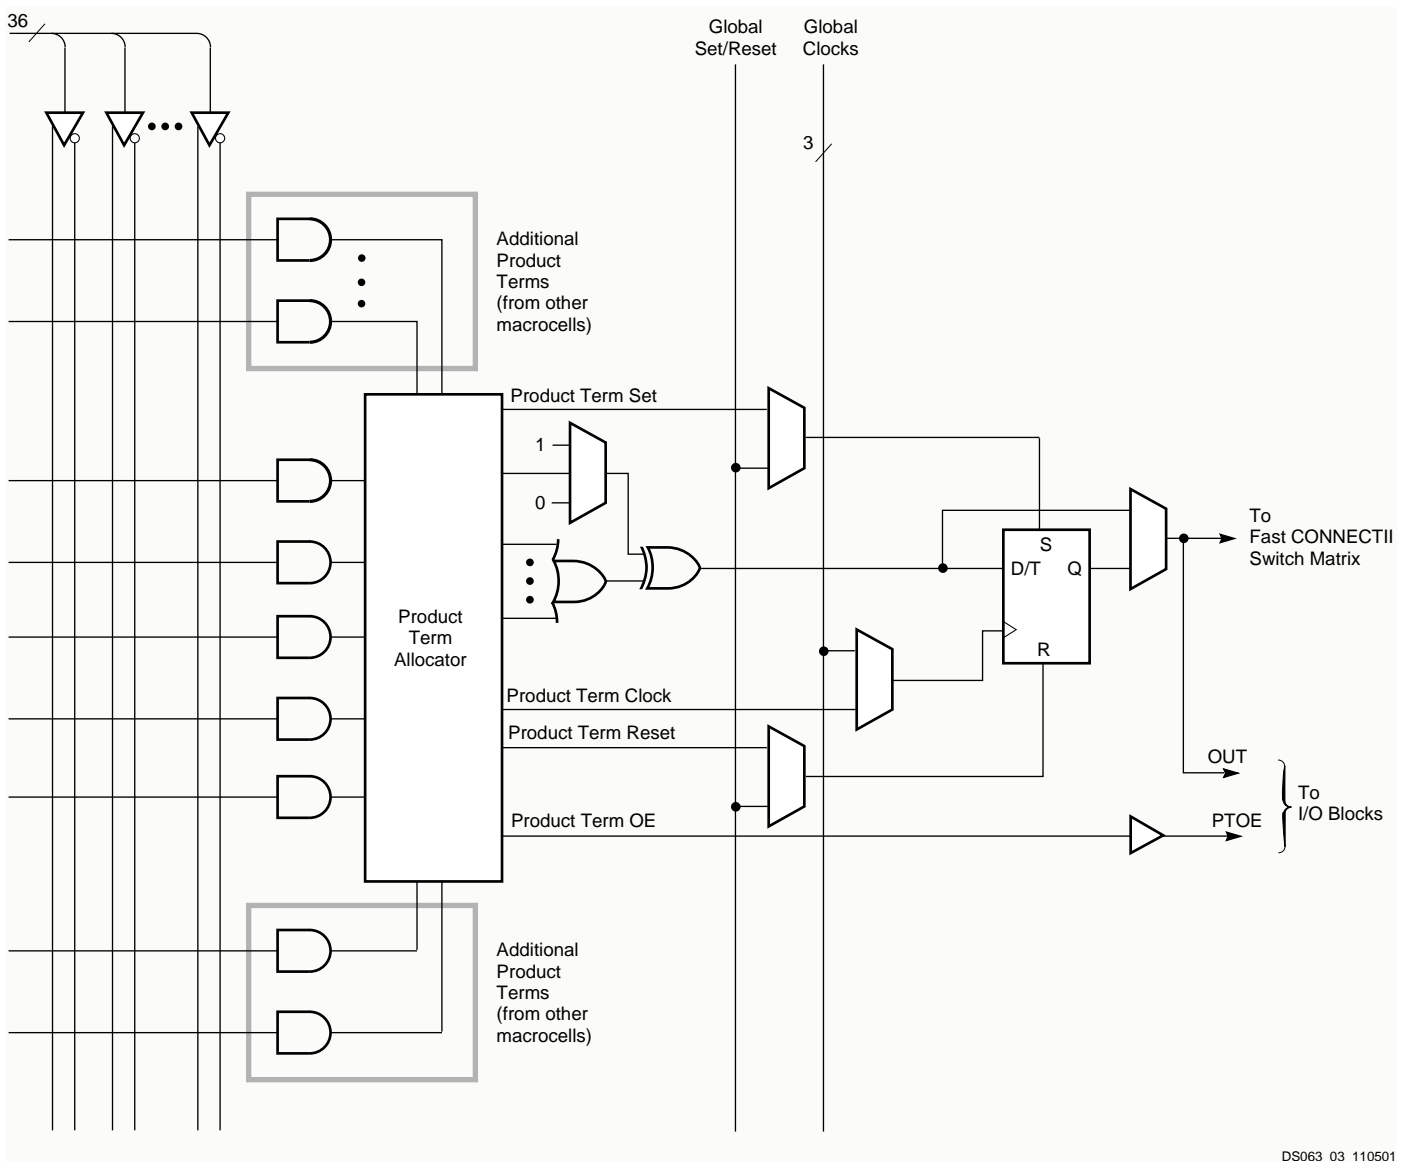 36
Global
Set/Reset
Global
Clocks
3
Additional
Product
Terms
(from other
macrocells)
Product Term Set
1
0
To
Fast CONNECTII
Switch Matrix
S
D/T
Q
R
Product
Term
Allocator
Product Term Clock
Product Term Reset
OUT
To
I/O Blocks
Product Term OE
PTOE
Additional
Product
Terms
(from other
macrocells)
DS063_03_110501